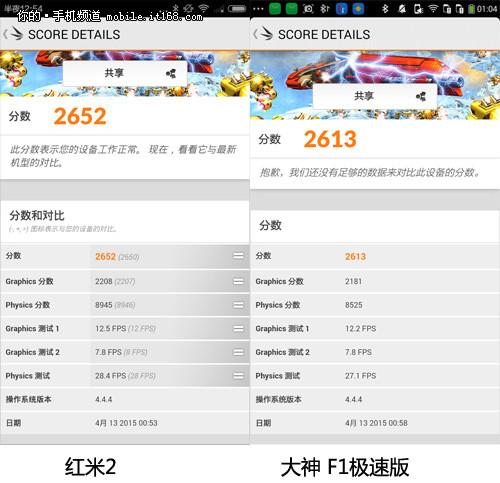 半夜12:54
你的·手机频道 mobile.it168.com
SCORE DETAILS
共享
分数 2652
此分数表示您的设备工作正常。 现在，看看它与最新
机型的对比。
分数和对比
(-, +, =) 图标表示与您的设备的对比。
分数 2652 (2650)
Graphics 分数 2208 (2207)
Physics 分数 8945 (8946)
Graphics 测试 1 12.5 FPS (12 FPS)
Graphics 测试 2 7.8 FPS (8 FPS)
Physics 测试 28.4 FPS (28 FPS)
操作系统版本 4.4.4
日期 4月 13 2015 00:53
红米2
01:04
SCORE DETAILS
共享
分数 2613
抱歉，我们还没有足够的数据来对比此设备的分数。
分数
分数 2613
Graphics 分数 2181
Physics 分数 8525
Graphics 测试 1 12.2 FPS
Graphics 测试 2 7.8 FPS
Physics 测试 27.1 FPS
操作系统版本 4.4.4
日期 4月 13 2015 00:58
大神 F1极速版